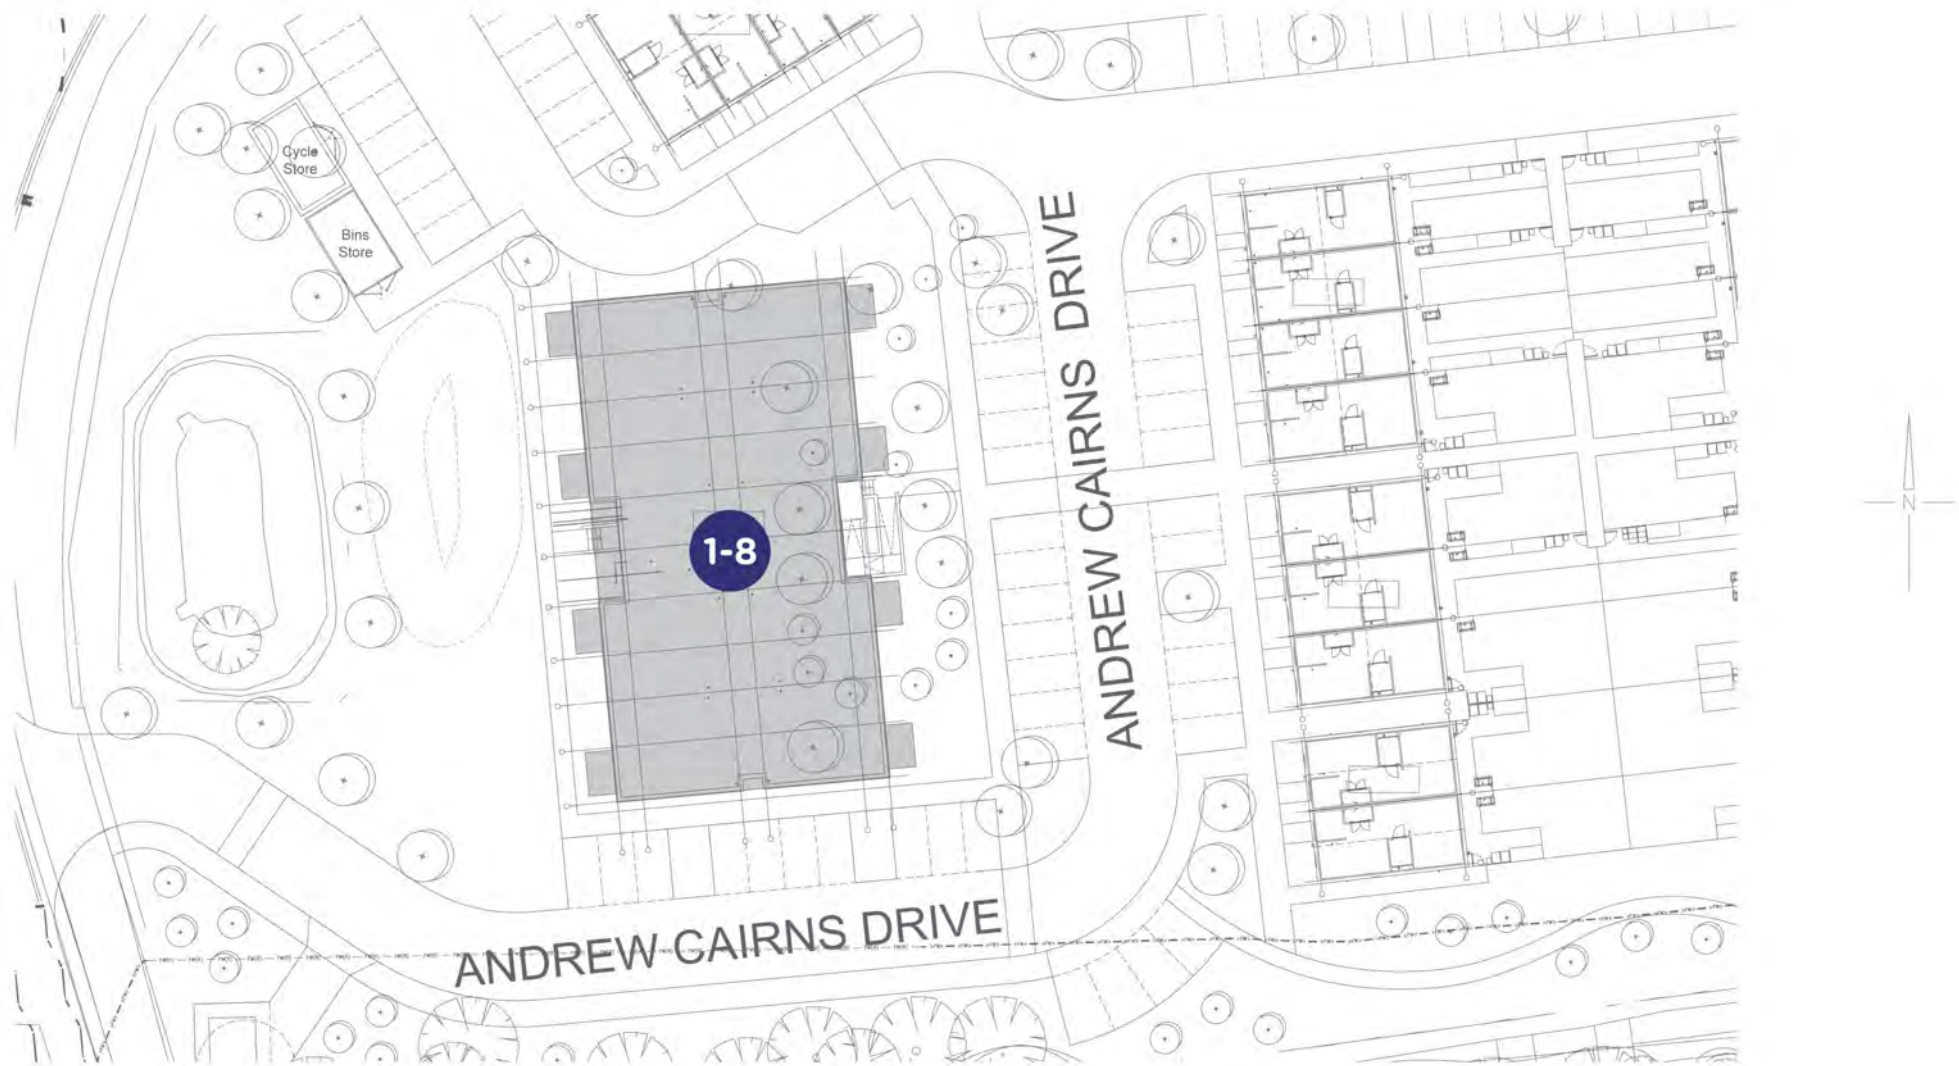 Cycle
Store
Bins
Store
ANDREW CAIRNS DRIVE
1-8
N
ANDREW CAIRNS DRIVE